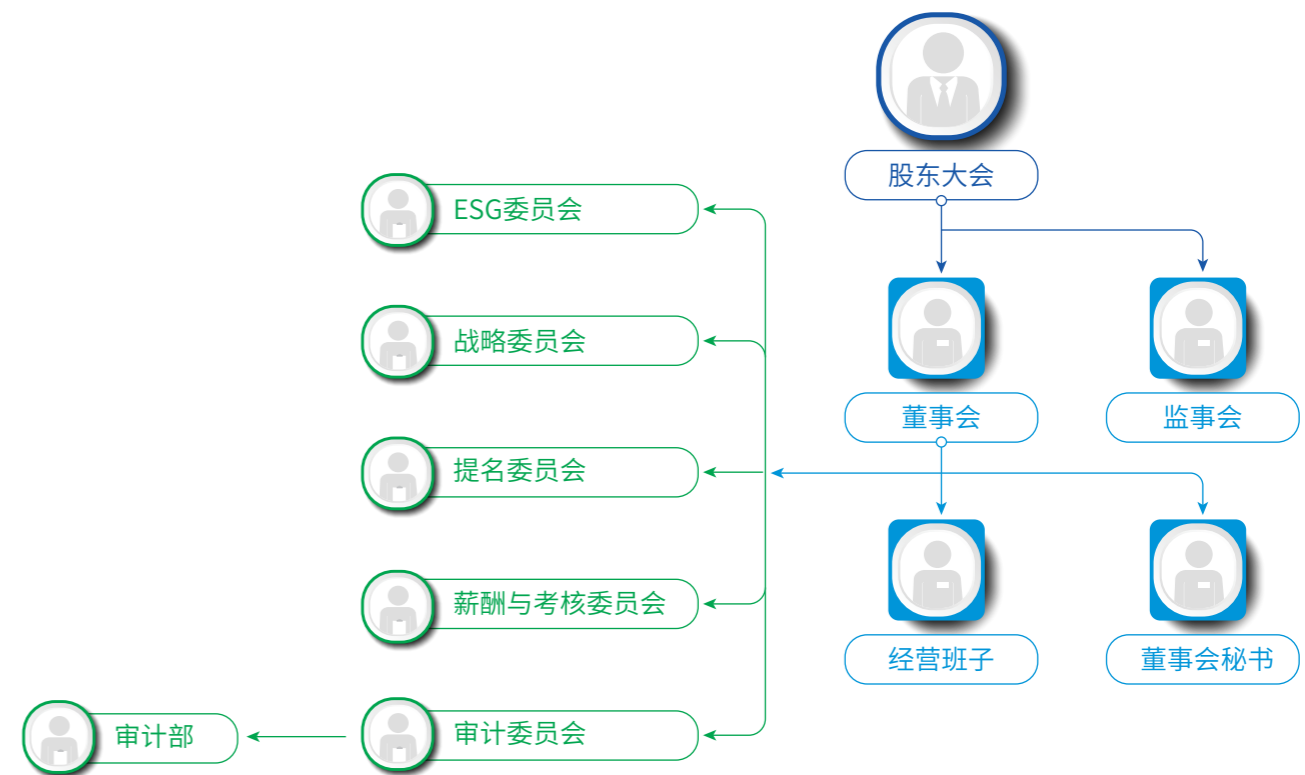 股东大会
ESG委员会
战略委员会
董事会
监事会
提名委员会
薪酬与考核委员会
经营班子
董事会秘书
审计部
审计委员会